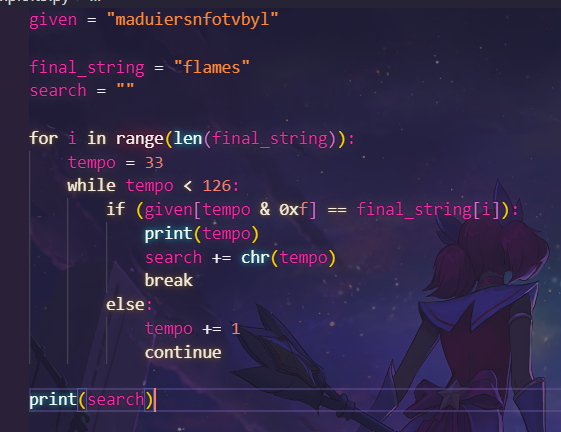 given = "maduiersnfotvbyl"
final_string = "flames"
search = ""
for i in range(len(final_string)):
tempo = 33
while tempo < 126:
if (given[tempo & 0xf] == final_string[i]):
print(tempo)
search += chr(tempo)
break
else:
tempo += 1
continue
print(search)